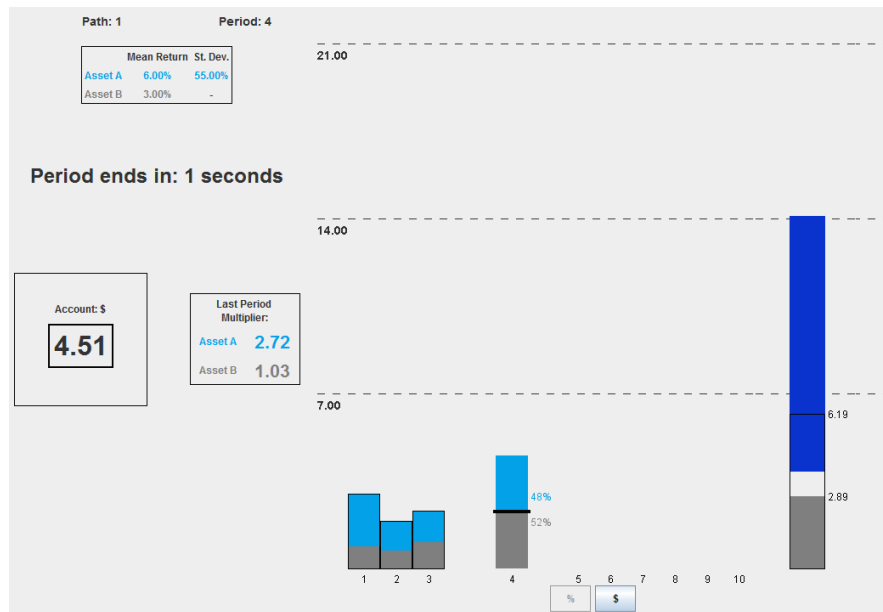 Path: 1 Period: 4
Mean Return St. Dev.
Asset A 6.00% 55.00%
Asset B 3.00% -
21.00
Period ends in: 1 seconds
14.00
Account: $
4.51
Last Period
Multiplier:
Asset A 2.72
Asset B 1.03
7.00
6.19
48%
2.89
52%
1 2 3 4 5 6 7 8 9 10
% $